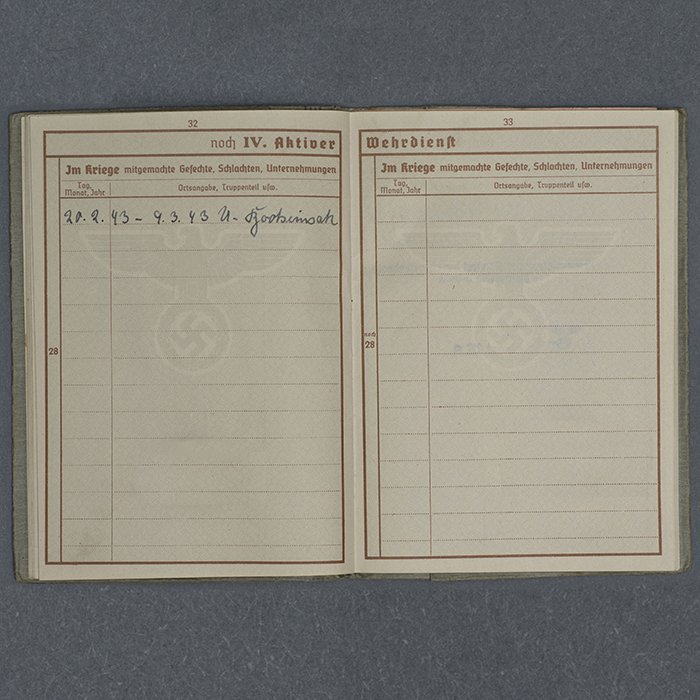 32
noch IV. Aktiver
Im Kriege mitgemachte Gefechte, Schlachten, Unternehmungen
Tag, Monat, Jahr
Ortsangabe, Truppenteil usw.
20. 2. 43 – 4. 3. 43 U-Bootseinsatz
28
33
Wehrdienst
Im Kriege mitgemachte Gefechte, Schlachten, Unternehmungen
Tag, Monat, Jahr
Ortsangabe, Truppenteil usw.
noch
28